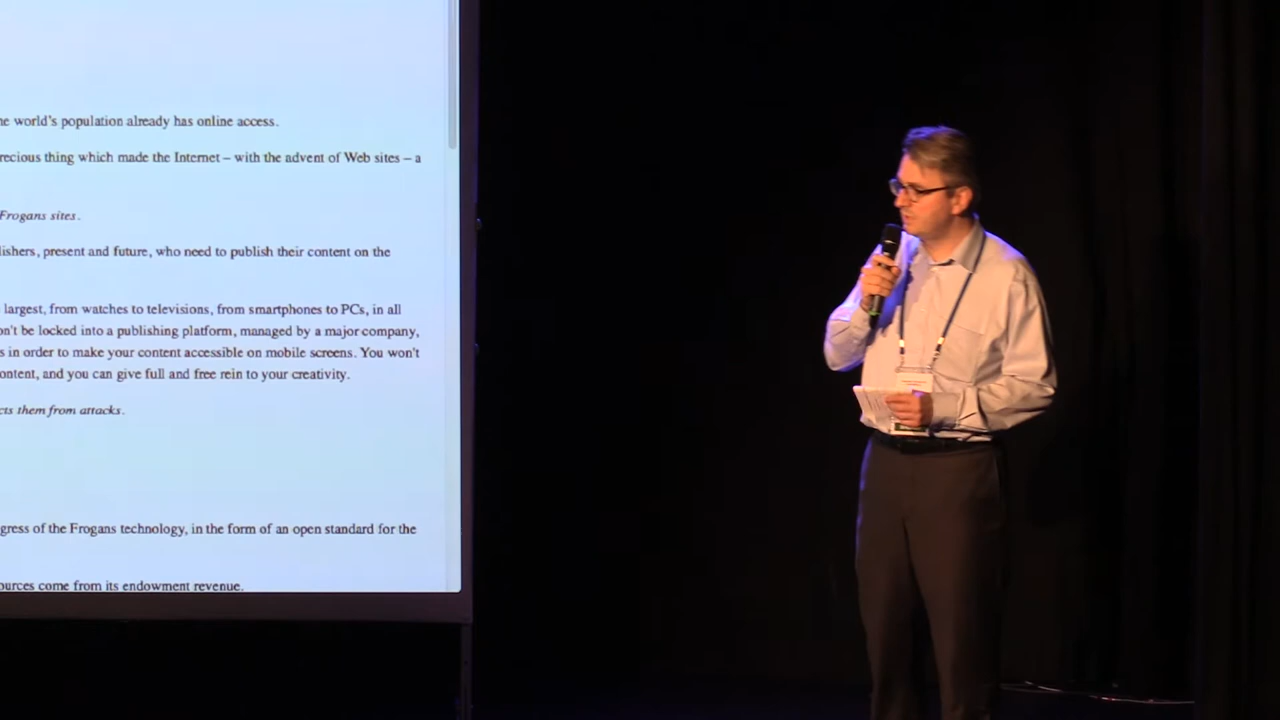 he world's population already has online access.
recious thing which made the Internet – with the advent of Web sites – a
Frogans sites.
lishers, present and future, who need to publish their content on the
largest, from watches to televisions, from smartphones to PCs, in all
on't be locked into a publishing platform, managed by a major company,
s in order to make your content accessible on mobile screens. You won't
ontent, and you can give full and free rein to your creativity.
cts them from attacks.
gress of the Frogans technology, in the form of an open standard for the
ources come from its endowment revenue.